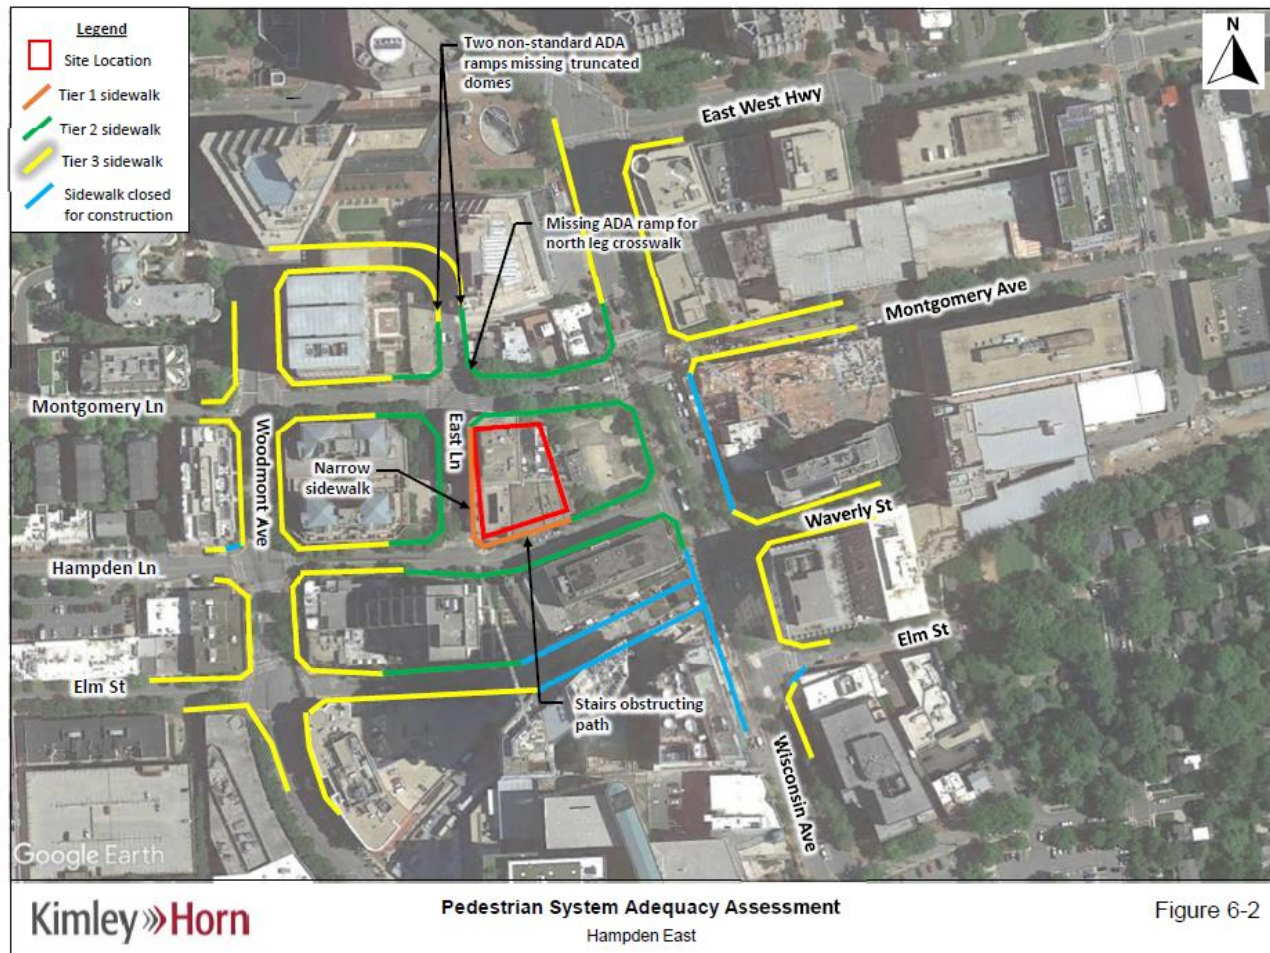 Legend
Site Location
Tier 1 sidewalk
Tier 2 sidewalk
Tier 3 sidewalk
Sidewalk closed
for construction
Two non-standard ADA
ramps missing truncated
domes
N
East West Hwy
Missing ADA ramp for
north leg crosswalk
Montgomery Ave
Montgomery Ln
Woodmont Ave
East Ln
Narrow
sidewalk
Waverly St
Hampden Ln
Elm St
Elm St
Stairs obstructing
path
Wisconsin Ave
Google Earth
Kimley»Horn
Pedestrian System Adequacy Assessment
Hampden East
Figure 6-2